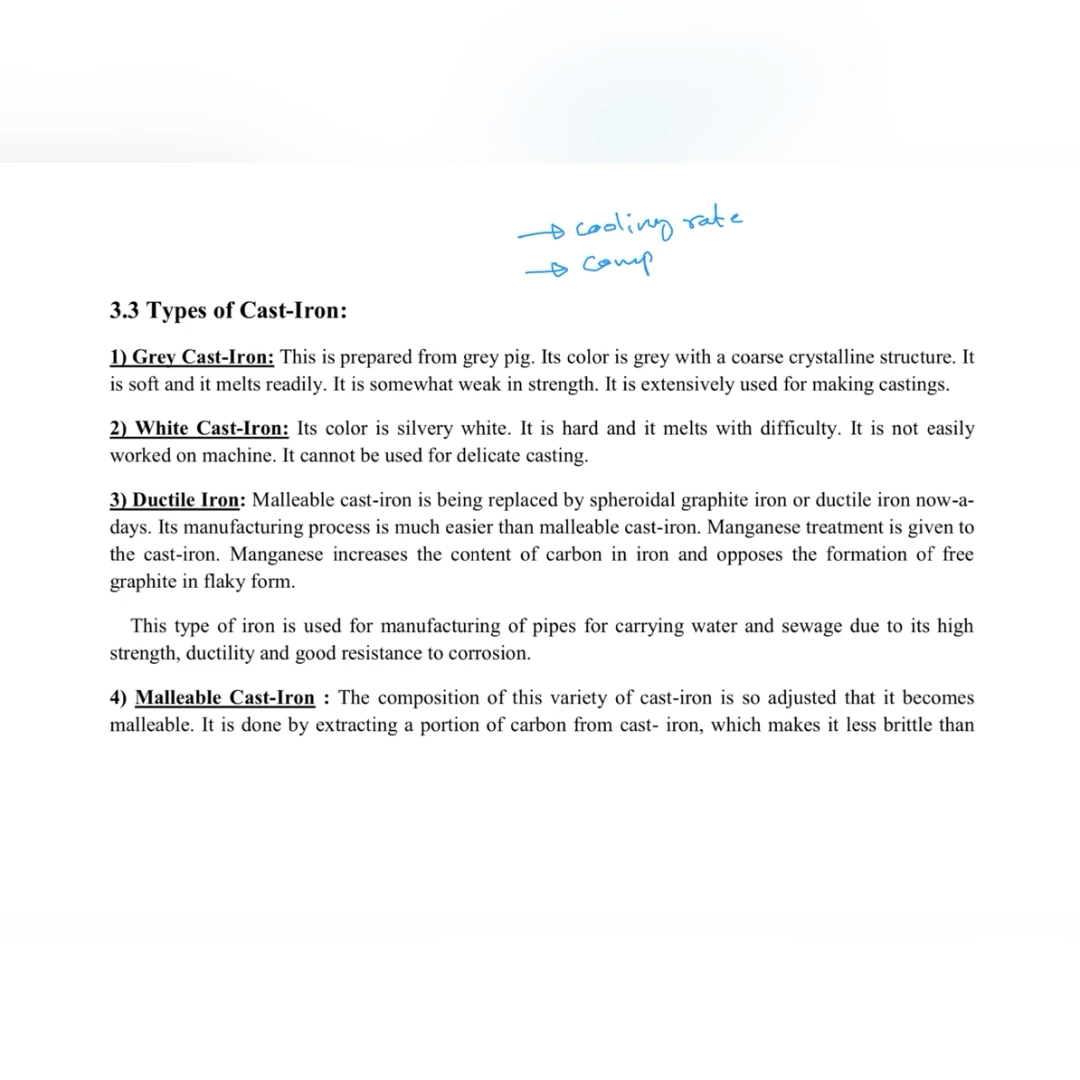 → cooling rate
→ comp
3.3 Types of Cast-Iron:
1) Grey Cast-Iron: This is prepared from grey pig. Its color is grey with a coarse crystalline structure. It
is soft and it melts readily. It is somewhat weak in strength. It is extensively used for making castings.
2) White Cast-Iron: Its color is silvery white. It is hard and it melts with difficulty. It is not easily
worked on machine. It cannot be used for delicate casting.
3) Ductile Iron: Malleable cast-iron is being replaced by spheroidal graphite iron or ductile iron now-a-
days. Its manufacturing process is much easier than malleable cast-iron. Manganese treatment is given to
the cast-iron. Manganese increases the content of carbon in iron and opposes the formation of free
graphite in flaky form.
This type of iron is used for manufacturing of pipes for carrying water and sewage due to its high
strength, ductility and good resistance to corrosion.
4) Malleable Cast-Iron : The composition of this variety of cast-iron is so adjusted that it becomes
malleable. It is done by extracting a portion of carbon from cast- iron, which makes it less brittle than